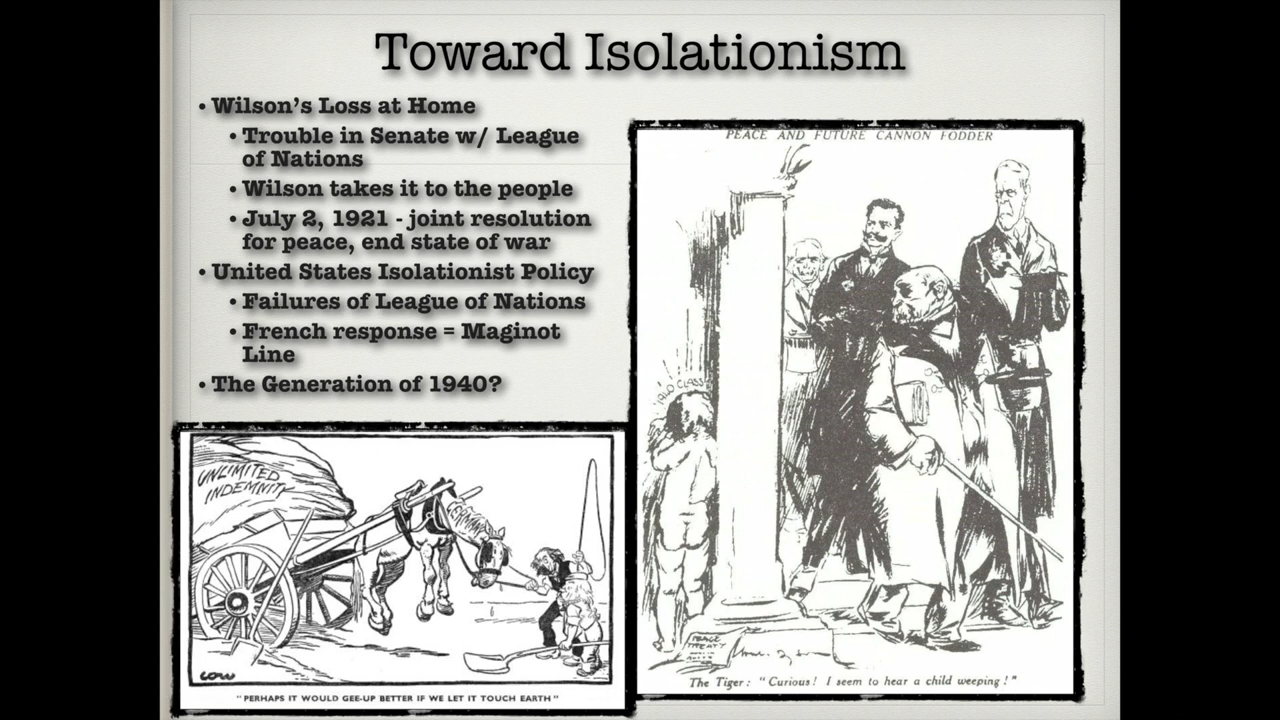 Toward Isolationism
• Wilson's Loss at Home
• Trouble in Senate w/ League
of Nations
• Wilson takes it to the people
• July 2, 1921 - joint resolution
for peace, end state of war
• United States Isolationist Policy
• Failures of League of Nations
• French response = Maginot
Line
• The Generation of 1940?
PEACE AND FUTURE CANNON FODDER
1940 CLASS
PEACE
TREATY
The Tiger: "Curious! I seem to hear a child weeping!"
UNLIMITED
INDEMNITY
GERMANY
LOW
"PERHAPS IT WOULD GEE-UP BETTER IF WE LET IT TOUCH EARTH"